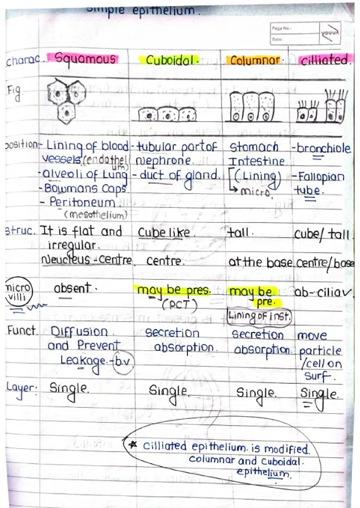 Simple epithelium.
Page No.:
Date:
charac. Squamous Cuboidal. Columnar. cilliated.
Fig
position - Lining of blood - tubular part of Stomach - bronchiole
vessels (endothelium) nephrone. Intestine
- alveoli of Lung - duct of gland. (Lining) - Fallopian
- Bowmans Caps ↳ micro. tube.
- Peritoneum
(mesothelium)
struc. It is flat and Cube like. tall. cube/tall
irregular.
Neucleus - centre centre. at the base centre/base
micro absent. may be pres. may be ab-ciliav.
villi (PCT) pre.
Lining of inst.
Funct. Diffusion secretion secretion move
and Prevent absorption. absorption particle
Leakage - b.v /cell on
surf.
Layer. Single. Single. Single. Single.
* cilliated epithelium is modified
columnar and cuboidal.
epithelium.